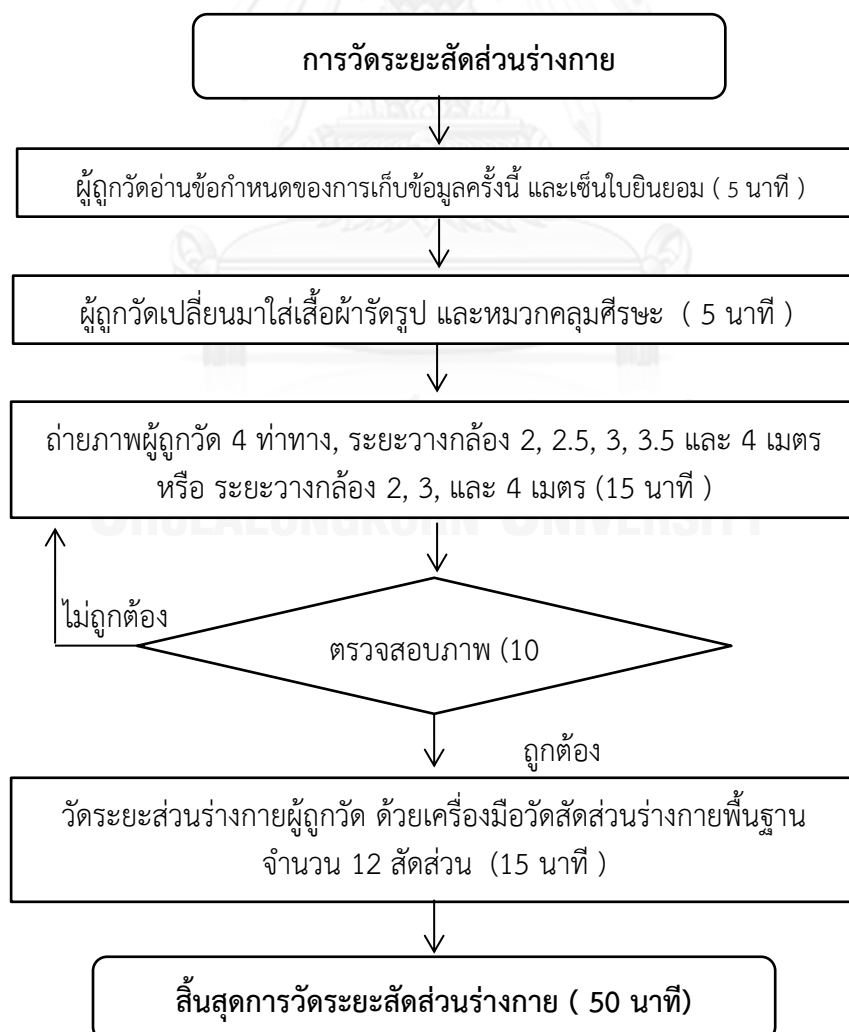 การวัดระยะสัดส่วนร่างกาย
ผู้ถูกวัดอ่านข้อกำหนดของการเก็บข้อมูลครั้งนี้ และเซ็นใบยินยอม ( 5 นาที )
ผู้ถูกวัดเปลี่ยนมาใส่เสื้อผ้ารัดรูป และหมวกคลุมศีรษะ ( 5 นาที )
ถ่ายภาพผู้ถูกวัด 4 ท่าทาง, ระยะวางกล้อง 2, 2.5, 3, 3.5 และ 4 เมตร
หรือ ระยะวางกล้อง 2, 3, และ 4 เมตร (15 นาที )
CHULALONGKORN UNIVERSITY
ไม่ถูกต้อง
ตรวจสอบภาพ (10
ถูกต้อง
วัดระยะส่วนร่างกายผู้ถูกวัด ด้วยเครื่องมือวัดสัดส่วนร่างกายพื้นฐาน
จำนวน 12 สัดส่วน (15 นาที )
สิ้นสุดการวัดระยะสัดส่วนร่างกาย ( 50 นาที)